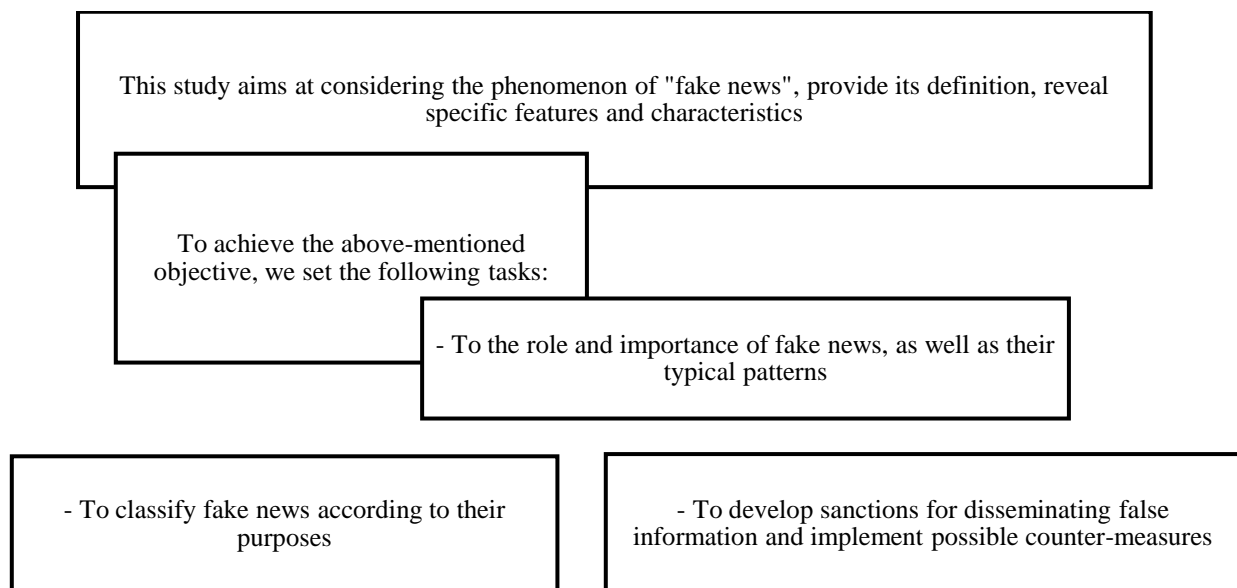 This study aims at considering the phenomenon of "fake news", provide its definition, reveal
specific features and characteristics
To achieve the above-mentioned
objective, we set the following tasks:
- To the role and importance of fake news, as well as their
typical patterns
- To classify fake news according to their
purposes
- To develop sanctions for disseminating false
information and implement possible counter-measures